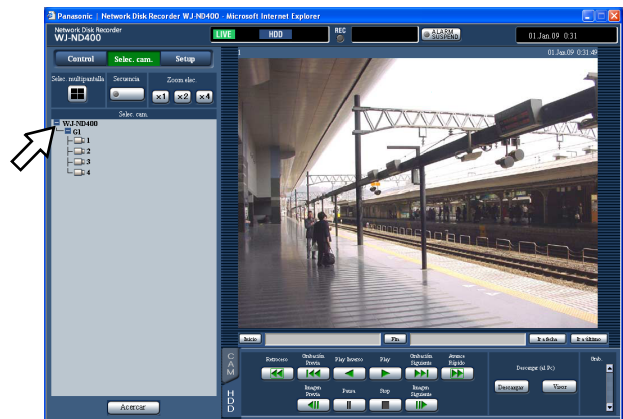 Panasonic | Network Disk Recorder WJ-ND400 - Microsoft Internet Explorer
Network Disk Recorder
WJ-ND400
LIVE
HDD
REC
ALARM
SUSPEND
01.Jan.09 0:31
Control
Selec. cam.
Setup
Selec. multipantalla
Secuencia
Zoom elec.
×1
×2
×4
Selec. cam.
WJ-ND400
G1
1
2
3
4
Acercar
1
01.Jan.09 0:31:49
Inicio
Fin
Ir a fecha
Ir a último
CAM
HDD
Retroceso
Grabación
Previa
Play Inverso
Play
Grabación
Siguiente
Avance
Rápido
Imagen
Previa
Pausa
Stop
Imagen
Siguiente
Descargar (al Pc)
Descargar
Visor
Grab.